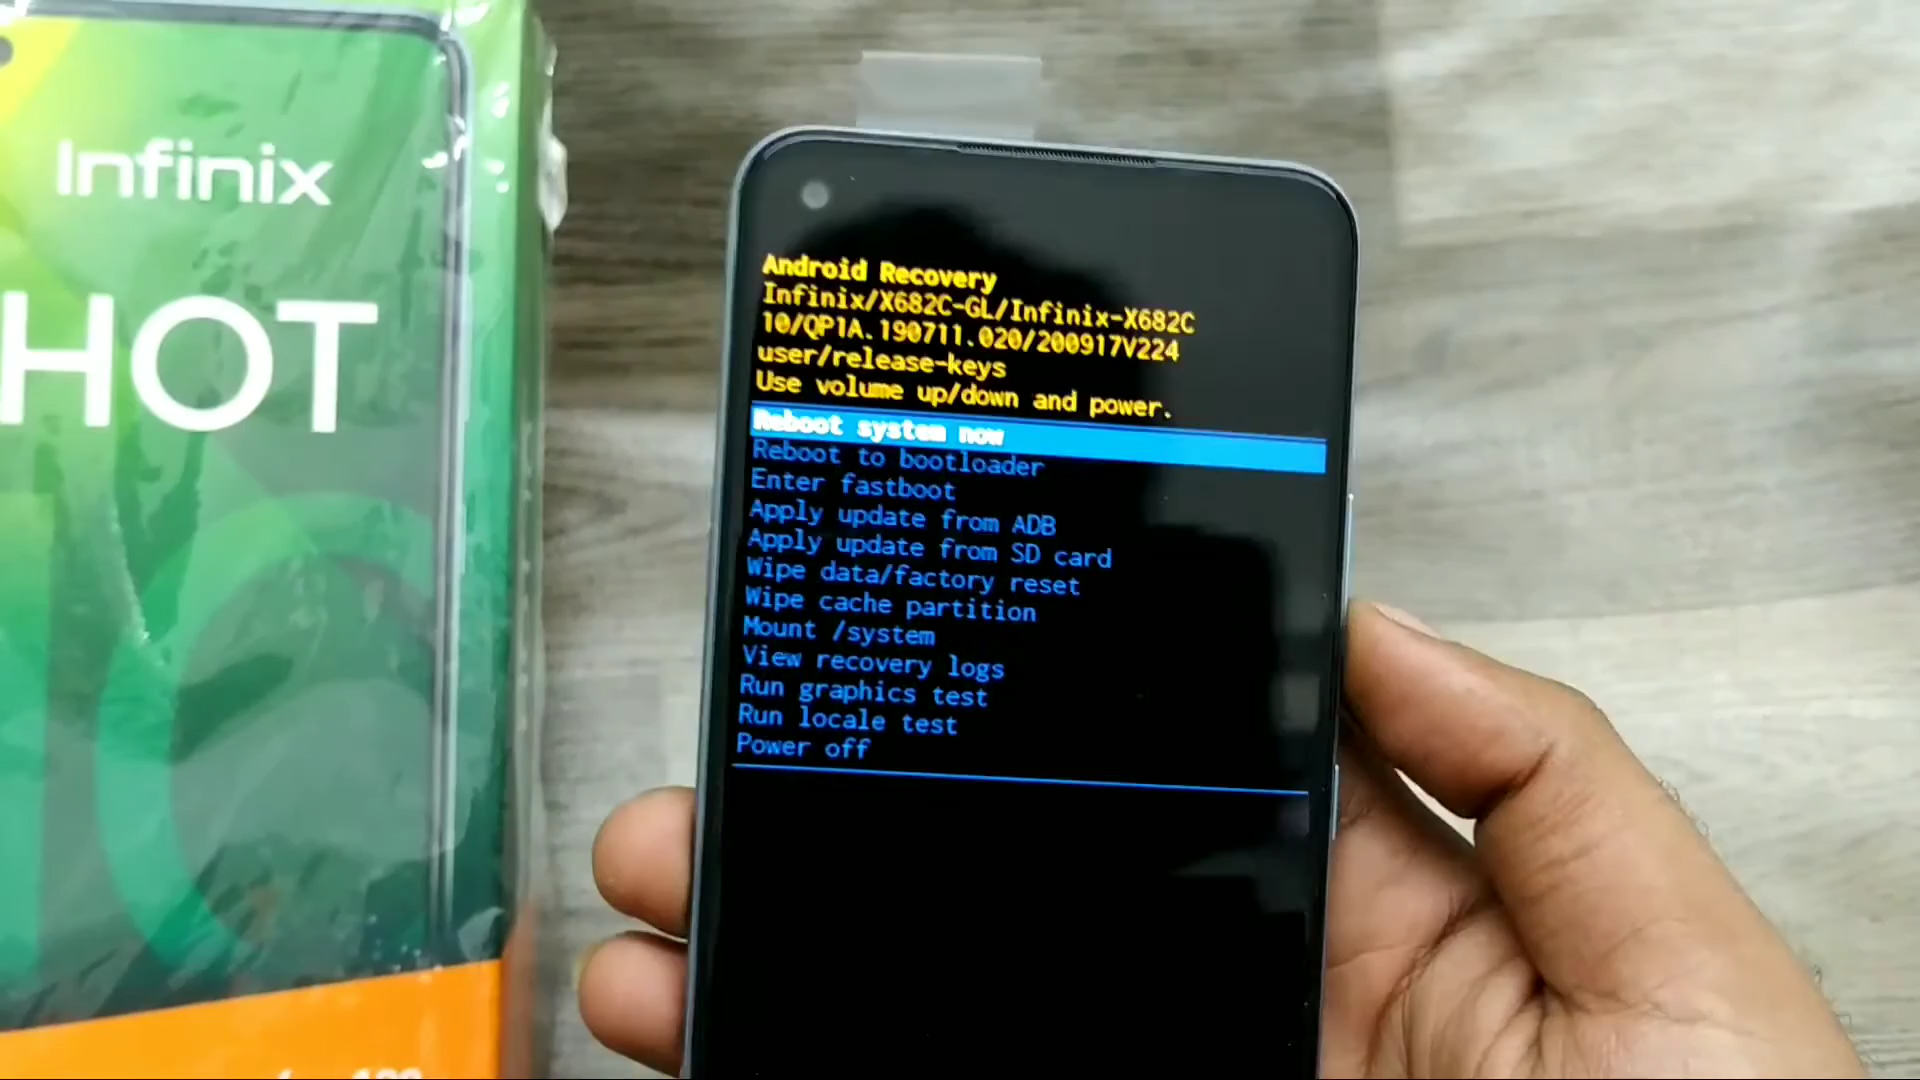 Infinix
HOT
10
Android Recovery
Infinix/X682C-GL/Infinix-X682C
10/QP1A.190711.020/200917V224
user/release-keys
Use volume up/down and power.
Reboot system now
Reboot to bootloader
Enter fastboot
Apply update from ADB
Apply update from SD card
Wipe data/factory reset
Wipe cache partition
Mount /system
View recovery logs
Run graphics test
Run locale test
Power off